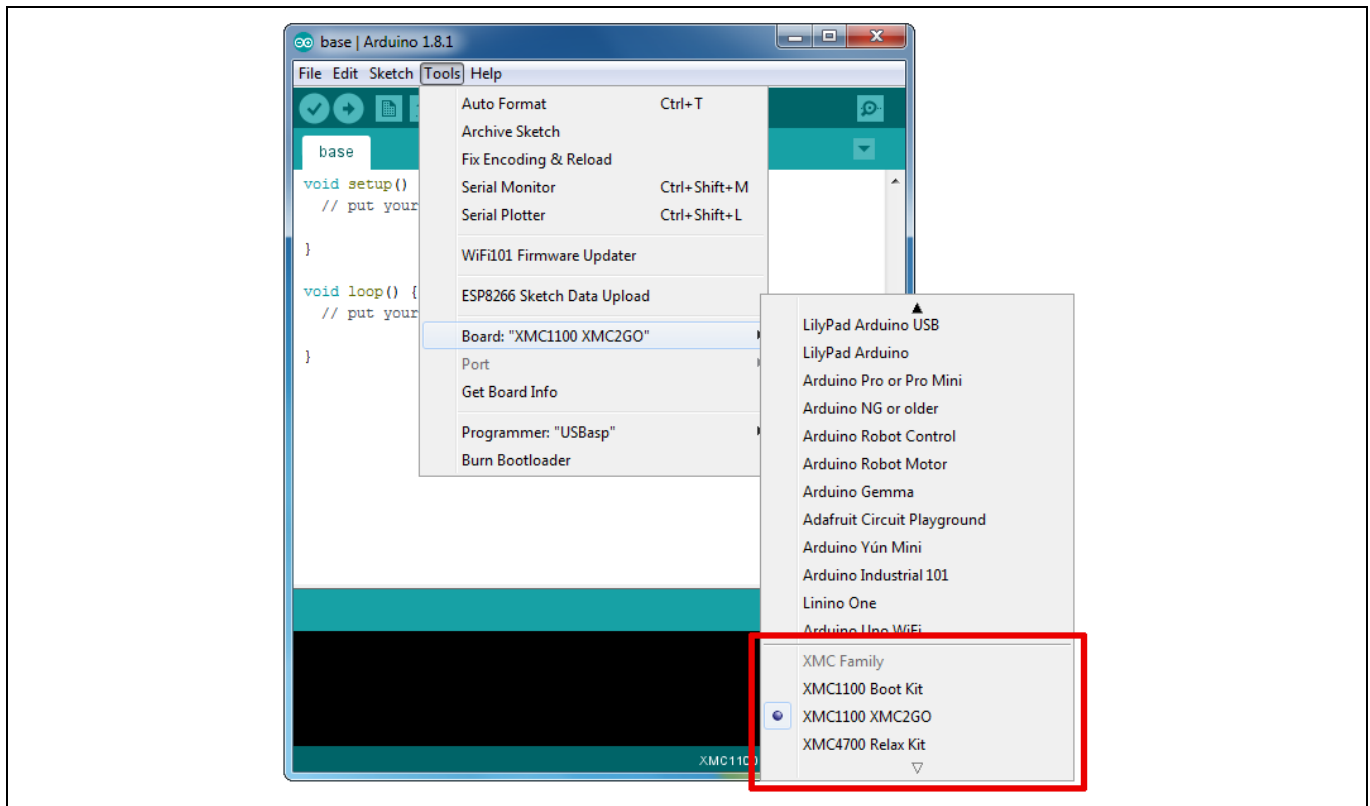 base | Arduino 1.8.1
File Edit Sketch Tools Help
base
void setup()
// put your
}
void loop() {
// put your
}
Auto Format Ctrl+T
Archive Sketch
Fix Encoding & Reload
Serial Monitor Ctrl+Shift+M
Serial Plotter Ctrl+Shift+L
WiFi101 Firmware Updater
ESP8266 Sketch Data Upload
Board: "XMC1100 XMC2GO"
Port
Get Board Info
Programmer: "USBasp"
Burn Bootloader
LilyPad Arduino USB
LilyPad Arduino
Arduino Pro or Pro Mini
Arduino NG or older
Arduino Robot Control
Arduino Robot Motor
Arduino Gemma
Adafruit Circuit Playground
Arduino Yún Mini
Arduino Industrial 101
Linino One
Arduino Uno WiFi
XMC Family
XMC1100 Boot Kit
XMC1100 XMC2GO
XMC4700 Relax Kit
XMC1100